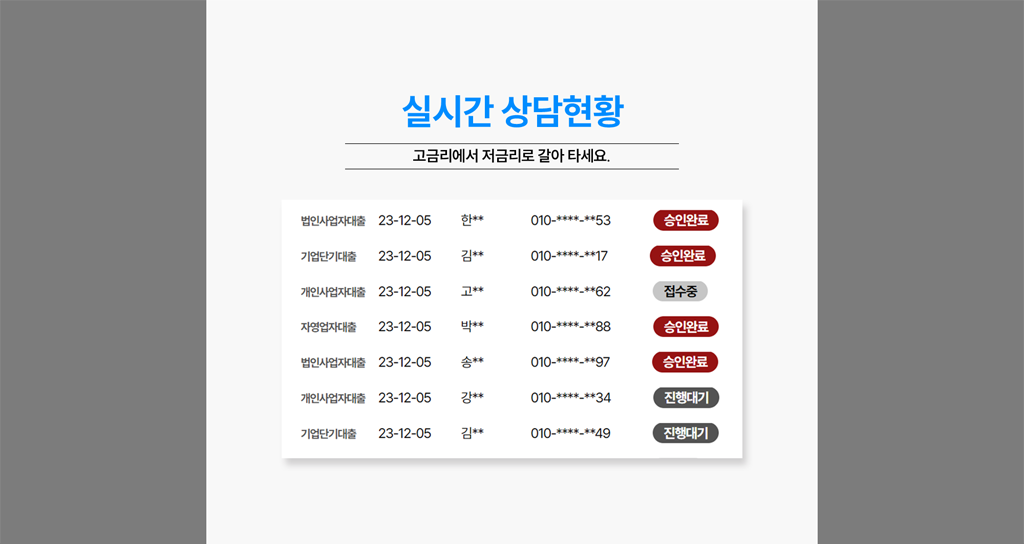 실시간 상담현황
고금리에서 저금리로 갈아 타세요.
법인사업자대출 23-12-05 한** 010-****-**53 승인완료
기업단기대출 23-12-05 김** 010-****-**17 승인완료
개인사업자대출 23-12-05 고** 010-****-**62 접수중
자영업자대출 23-12-05 박** 010-****-**88 승인완료
법인사업자대출 23-12-05 송** 010-****-**97 승인완료
개인사업자대출 23-12-05 강** 010-****-**34 진행대기
기업단기대출 23-12-05 김** 010-****-**49 진행대기